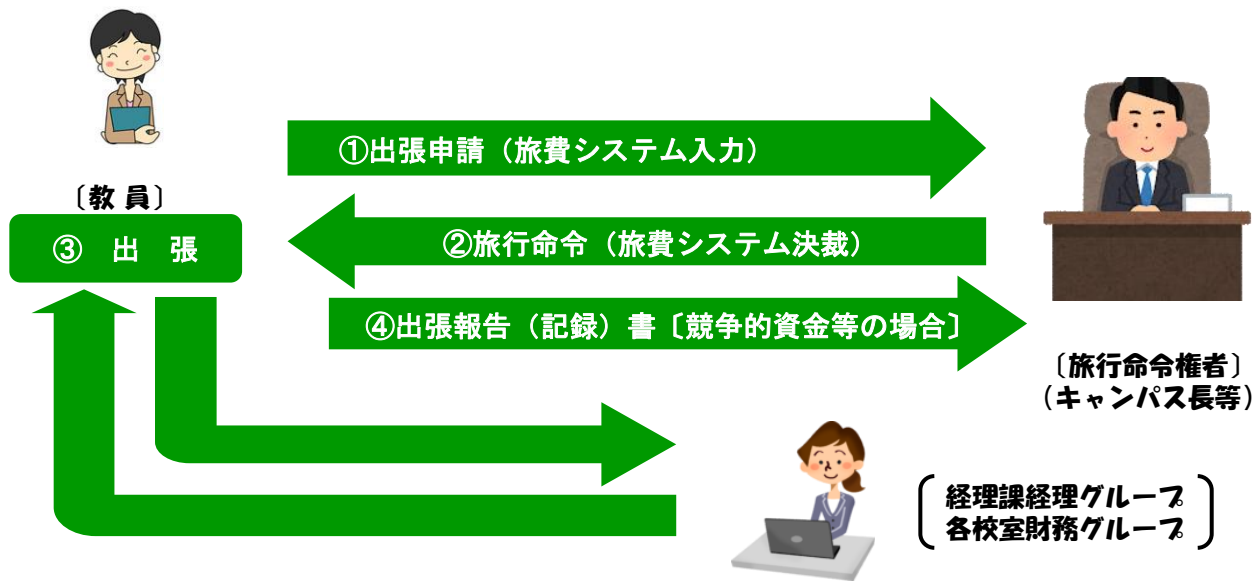 ①出張申請（旅費システム入力）
〔教 員〕
③ 出 張
②旅行命令（旅費システム決裁）
④出張報告（記録）書〔競争的資金等の場合〕
〔旅行命令権者〕
（キャンパス長等）
経理課経理グループ
各校室財務グループ